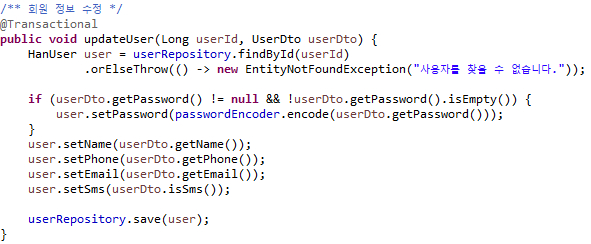 /** 회원 정보 수정 */
@Transactional
public void updateUser(Long userId, UserDto userDto) {
HanUser user = userRepository.findById(userId)
.orElseThrow(() -> new EntityNotFoundException("사용자를 찾을 수 없습니다."));
if (userDto.getPassword() != null && !userDto.getPassword().isEmpty()) {
user.setPassword(passwordEncoder.encode(userDto.getPassword()));
}
user.setName(userDto.getName());
user.setPhone(userDto.getPhone());
user.setEmail(userDto.getEmail());
user.setSms(userDto.isSms());
userRepository.save(user);
}